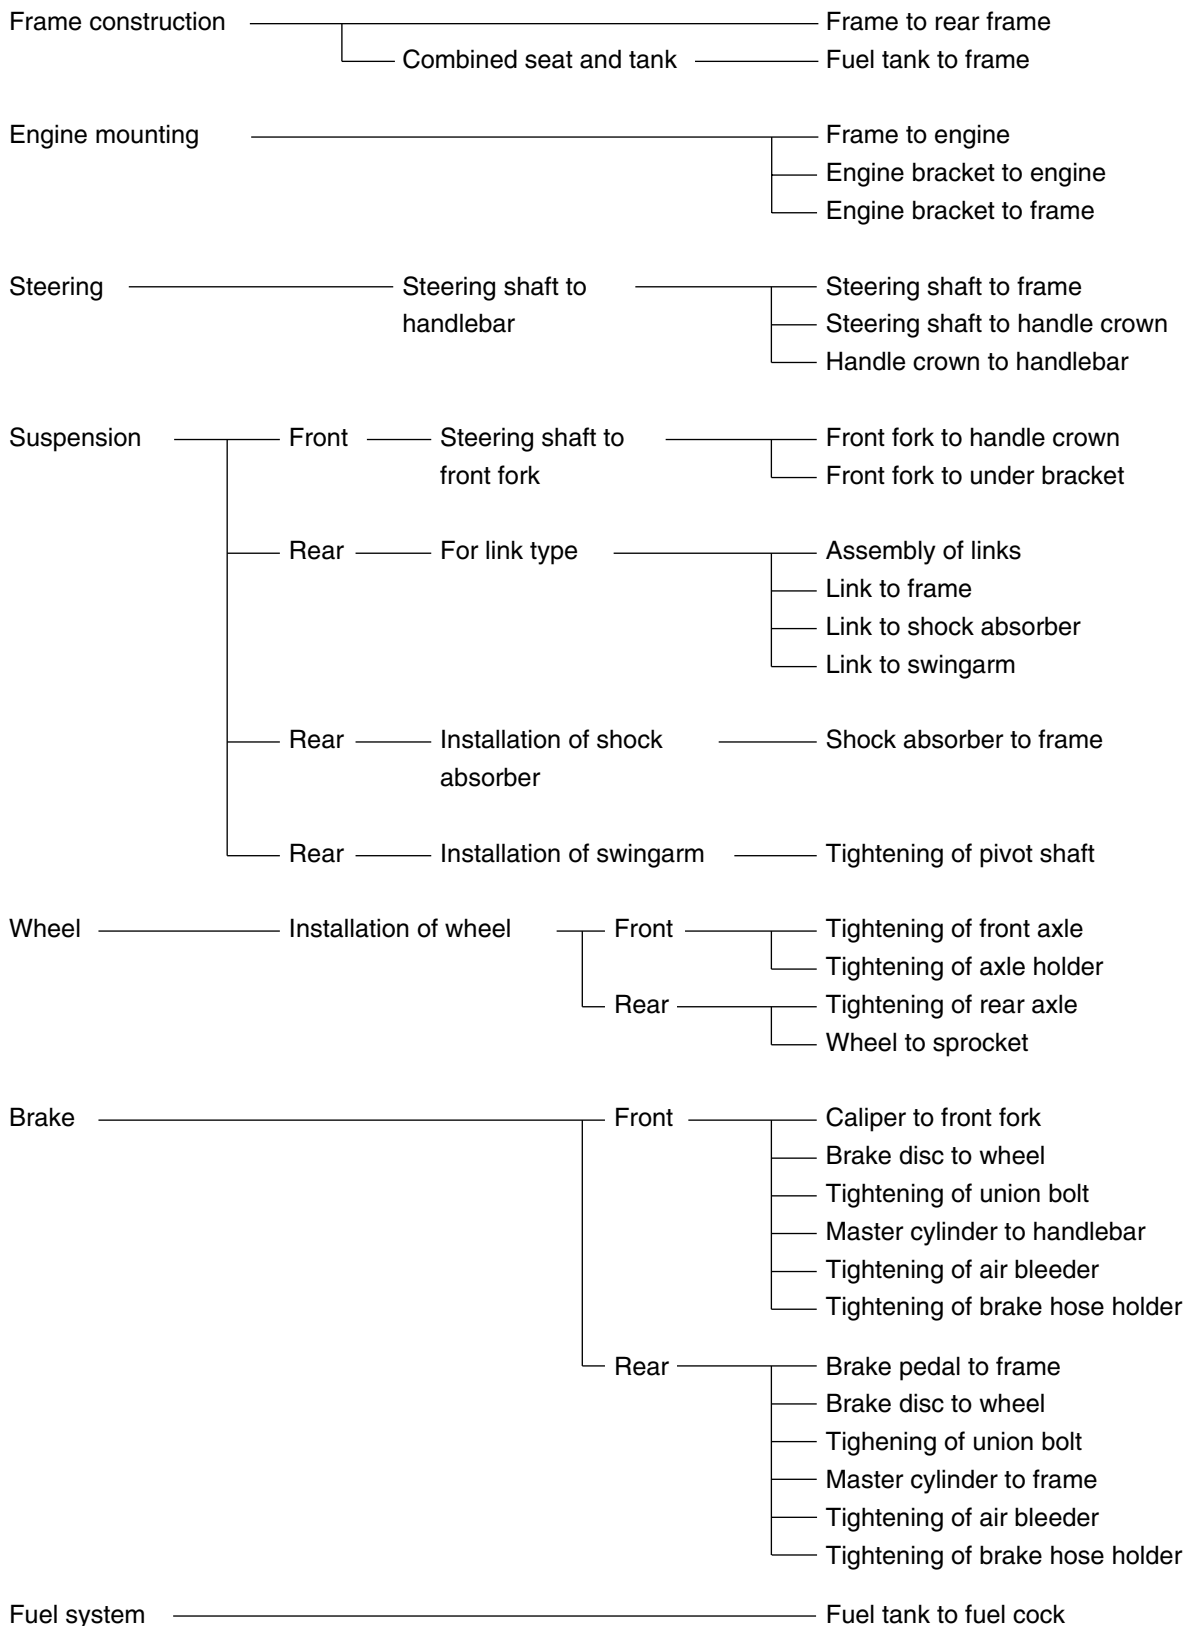 Frame construction Frame to rear frame
Combined seat and tank Fuel tank to frame
Engine mounting Frame to engine
Engine bracket to engine
Engine bracket to frame
Steering Steering shaft to Steering shaft to frame
handlebar Steering shaft to handle crown
Handle crown to handlebar
Suspension Front Steering shaft to Front fork to handle crown
front fork Front fork to under bracket
Rear For link type Assembly of links
Link to frame
Link to shock absorber
Link to swingarm
Rear Installation of shock Shock absorber to frame
absorber
Rear Installation of swingarm Tightening of pivot shaft
Wheel Installation of wheel Front Tightening of front axle
Tightening of axle holder
Rear Tightening of rear axle
Wheel to sprocket
Brake Front Caliper to front fork
Brake disc to wheel
Tightening of union bolt
Master cylinder to handlebar
Tightening of air bleeder
Tightening of brake hose holder
Rear Brake pedal to frame
Brake disc to wheel
Tighening of union bolt
Master cylinder to frame
Tightening of air bleeder
Tightening of brake hose holder
Fuel system Fuel tank to fuel cock